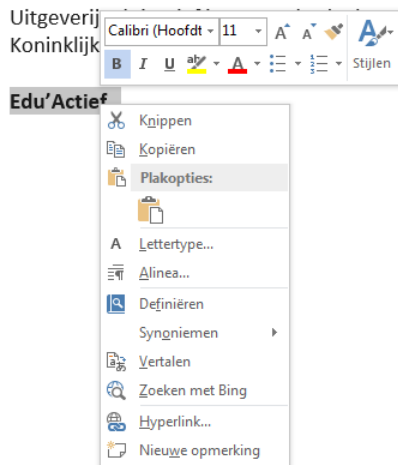 Uitgeverij
Koninklijk
Calibri (Hoofdt 11 A A
B I U aby A Stijlen
Edu'Actief
Knippen
Kopiëren
Plakopties:
A Lettertype...
Alinea...
Definiëren
Synoniemen
Vertalen
Zoeken met Bing
Hyperlink...
Nieuwe opmerking